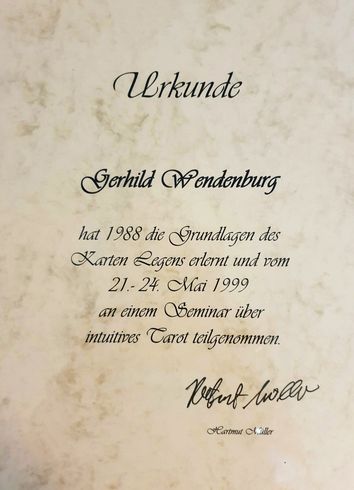 Urkunde
Gerhild Wendenburg
hat 1988 die Grundlagen des
Karten Legens erlernt und vom
21.- 24. Mai 1999
an einem Seminar über
intuitives Tarot teilgenommen.
Hartmut Müller